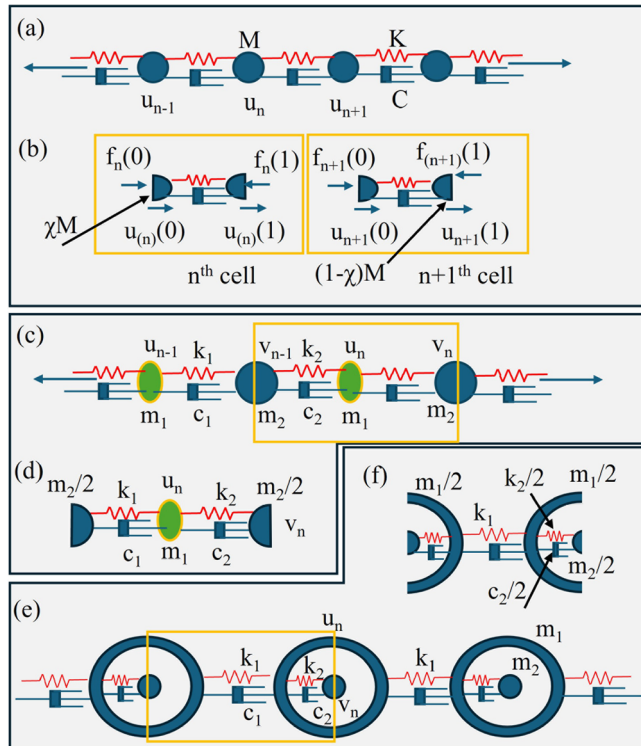 (a)
M K
u_{n-1} u_n u_{n+1} C
(b)
f_n(0) f_n(1) f_{n+1}(0) f_{(n+1)}(1)
χM u_{(n)}(0) u_{(n)}(1) u_{n+1}(0) u_{n+1}(1)
n^{th} cell (1-χ)M n+1^{th} cell
(c)
u_{n-1} k_1 v_{n-1} k_2 u_n v_n
m_1 c_1 m_2 c_2 m_1 m_2
(d)
m_2/2 k_1 u_n k_2 m_2/2
v_n
c_1 m_1 c_2
(f)
m_1/2 k_2/2 m_1/2
k_1
c_2/2 m_2/2
(e)
u_n m_1
k_1 k_2 k_1 m_2
c_1 c_2 v_n